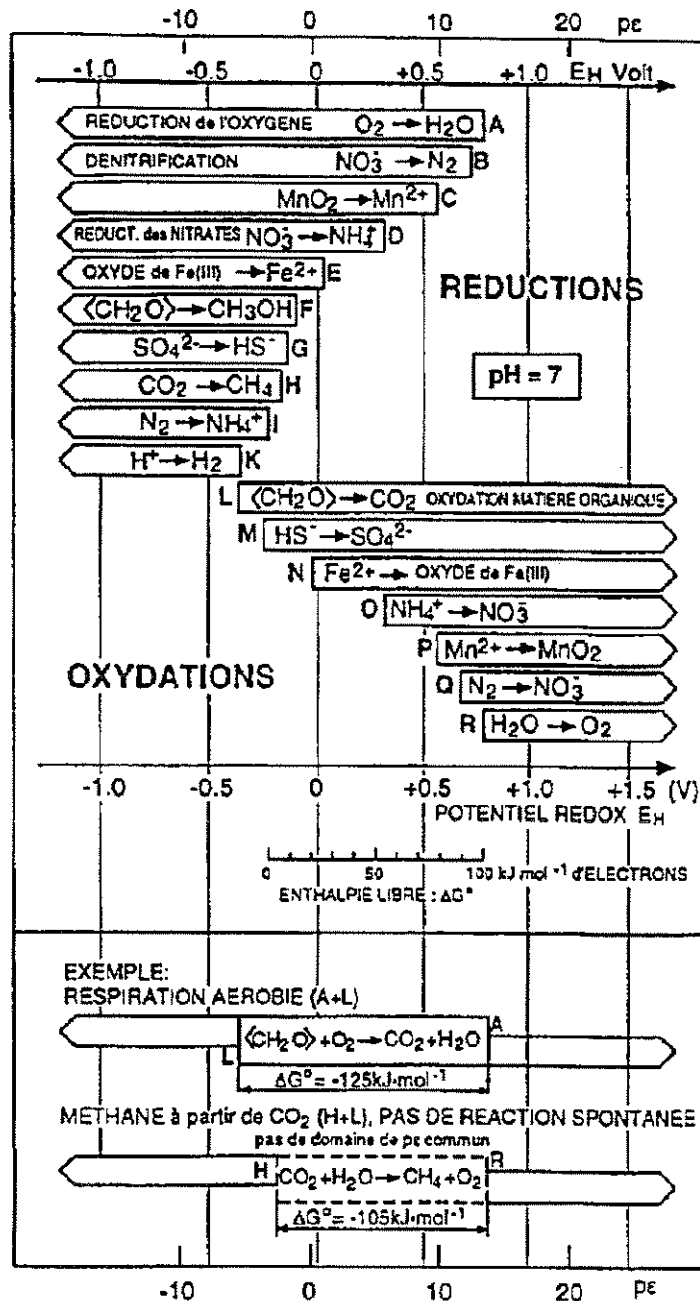 -10 0 10 20 pε
-1.0 -0.5 0 +0.5 +1.0 EH Volt
REDUCTION de l'OXYGENE O₂ → H₂O A
DENITRIFICATION NO₃⁻ → N₂ B
MnO₂ → Mn²⁺ C
REDUCT. des NITRATES NO₃⁻ → NH₄⁺ D
OXYDE de Fe(III) → Fe²⁺ E
REDUCTIONS
⟨CH₂O⟩ → CH₃OH F
SO₄²⁻ → HS⁻ G
pH = 7
CO₂ → CH₄ H
N₂ → NH₄⁺ I
H⁺ → H₂ K
L ⟨CH₂O⟩ → CO₂ OXYDATION MATIERE ORGANIQUE
M HS⁻ → SO₄²⁻
N Fe²⁺ → OXYDE de Fe(III)
O NH₄⁺ → NO₃⁻
P Mn²⁺ → MnO₂
OXYDATIONS
Q N₂ → NO₃⁻
R H₂O → O₂
-1.0 -0.5 0 +0.5 +1.0 +1.5 (V)
POTENTIEL REDOX EH
0 50 100 kJ mol⁻¹ d'ELECTRONS
ENTHALPIE LIBRE : ΔG°
EXEMPLE:
RESPIRATION AEROBIE (A+L)
A
⟨CH₂O⟩ + O₂ → CO₂ + H₂O
L
ΔG° = -125kJ·mol⁻¹
METHANE à partir de CO₂ (H+L), PAS DE REACTION SPONTANEE
pas de domaine de pε commun
H CO₂ + H₂O → CH₄ + O₂ R
ΔG° = -105kJ·mol⁻¹
-10 0 10 20 pε